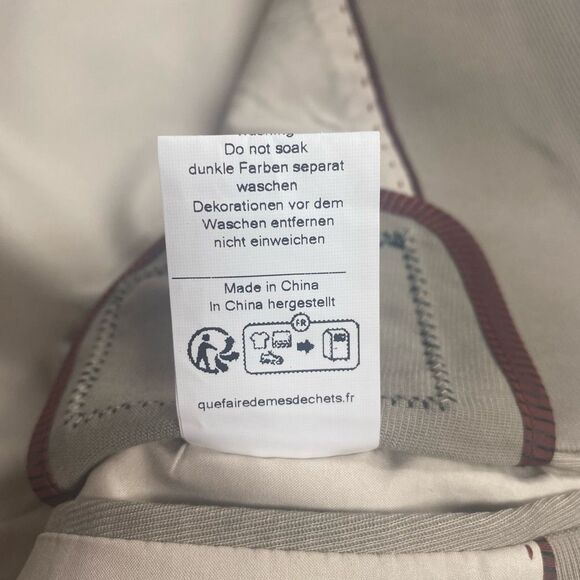 Do not soak
dunkle Farben separat
waschen
Dekorationen vor dem
Waschen entfernen
nicht einweichen
Made in China
In China hergestellt
FR
quefairedemesdechets.fr